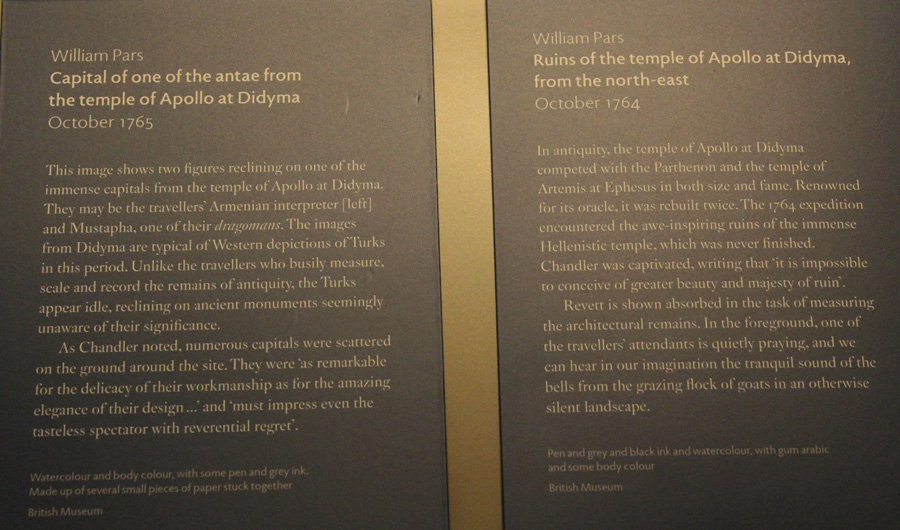 William Pars
Capital of one of the antae from
the temple of Apollo at Didyma
October 1765
This image shows two figures reclining on one of the
immense capitals from the temple of Apollo at Didyma.
They may be the travellers' Armenian interpreter [left]
and Mustapha, one of their dragomans. The images
from Didyma are typical of Western depictions of Turks
in this period. Unlike the travellers who busily measure,
scale and record the remains of antiquity, the Turks
appear idle, reclining on ancient monuments seemingly
unaware of their significance.
As Chandler noted, numerous capitals were scattered
on the ground around the site. They were 'as remarkable
for the delicacy of their workmanship as for the amazing
elegance of their design ...' and 'must impress even the
tasteless spectator with reverential regret'.
Watercolour and body colour, with some pen and grey ink,
Made up of several small pieces of paper stuck together
British Museum
William Pars
Ruins of the temple of Apollo at Didyma,
from the north-east
October 1764
In antiquity, the temple of Apollo at Didyma
competed with the Parthenon and the temple of
Artemis at Ephesus in both size and fame. Renowned
for its oracle, it was rebuilt twice. The 1764 expedition
encountered the awe-inspiring ruins of the immense
Hellenistic temple, which was never finished.
Chandler was captivated, writing that 'it is impossible
to conceive of greater beauty and majesty of ruin'.
Revett is shown absorbed in the task of measuring
the architectural remains. In the foreground, one of
the travellers' attendants is quietly praying, and we
can hear in our imagination the tranquil sound of the
bells from the grazing flock of goats in an otherwise
silent landscape.
Pen and grey and black ink and watercolour, with gum arabic
and some body colour
British Museum